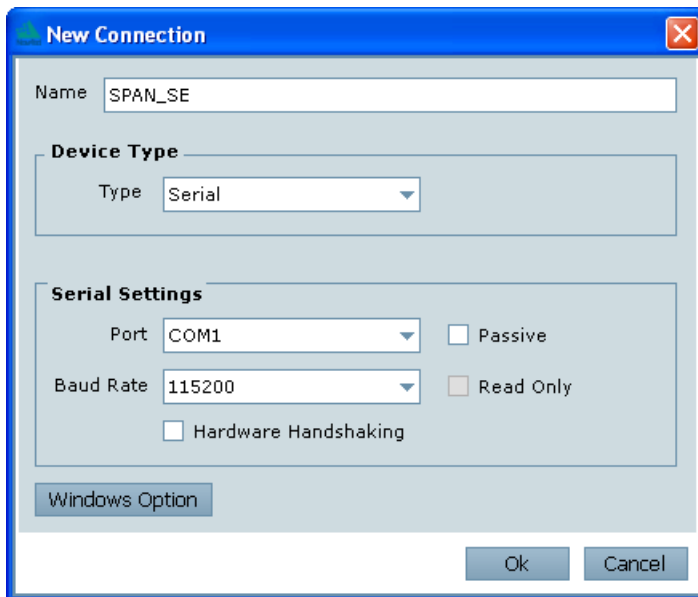 New Connection
Name SPAN_SE
Device Type
Type Serial
Serial Settings
Port COM1 Passive
Baud Rate 115200 Read Only
Hardware Handshaking
Windows Option
Ok Cancel